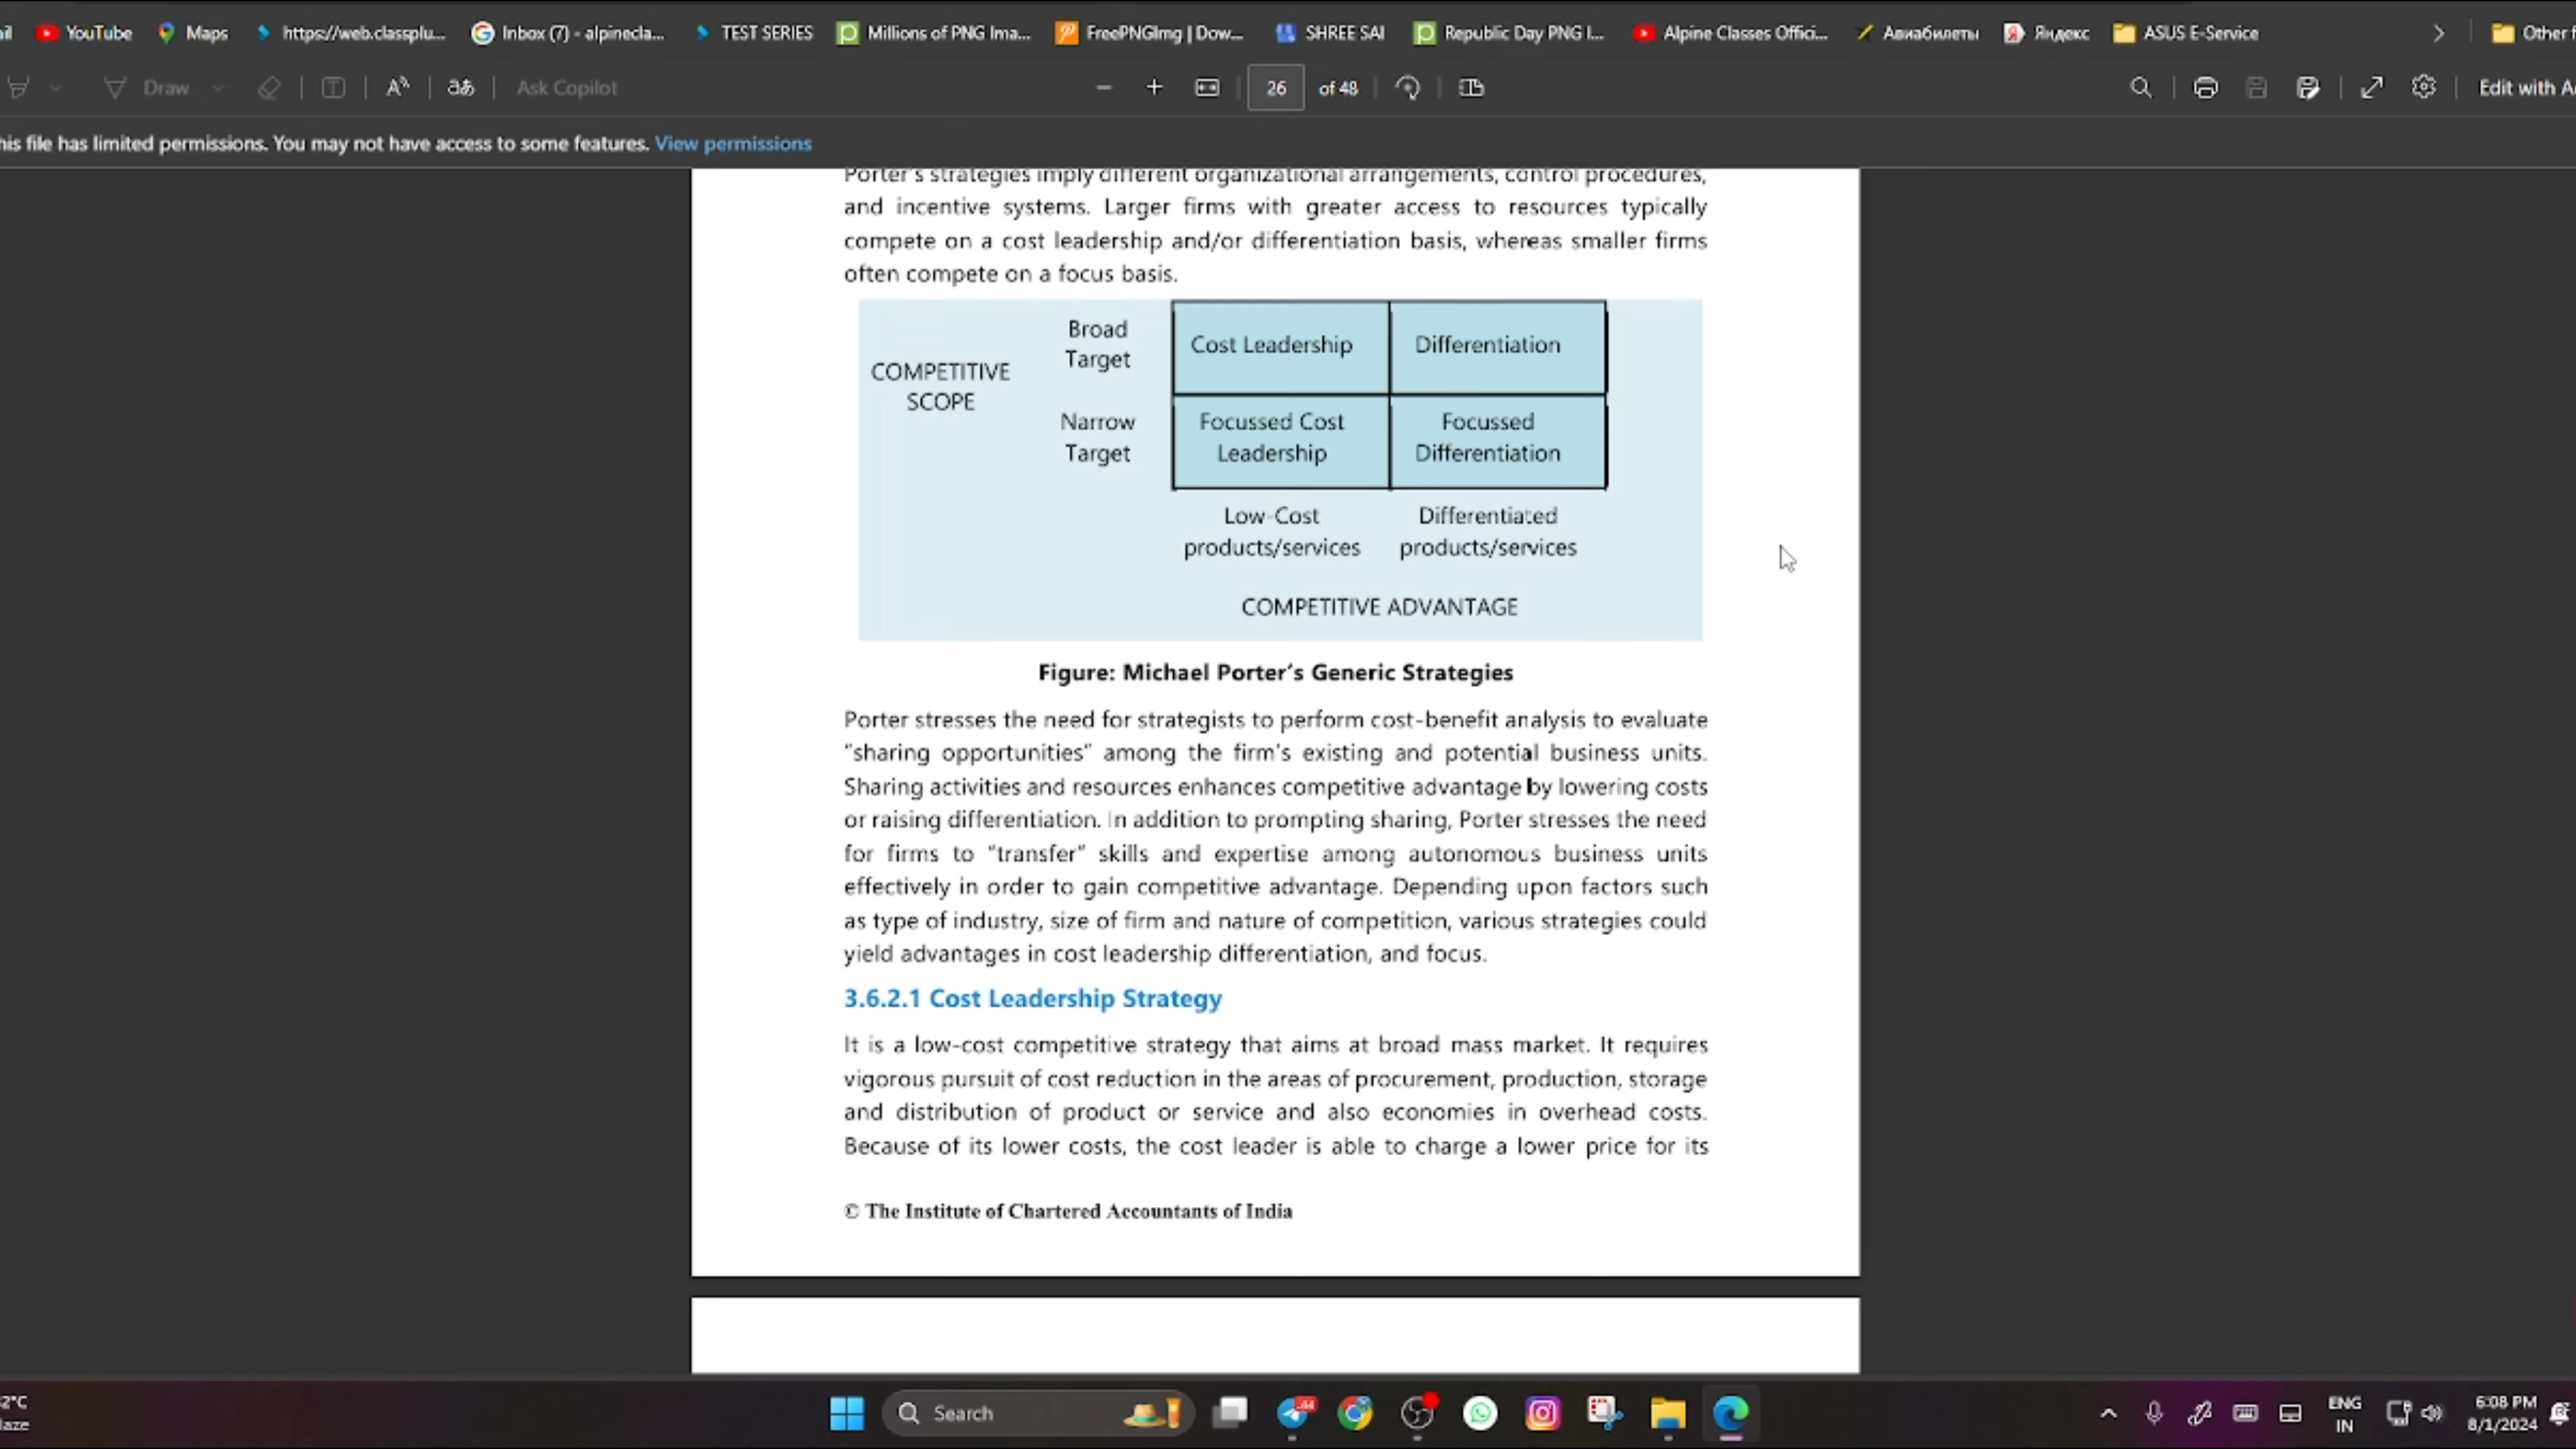 il YouTube Maps https://web.classplu... Inbox (7) - alpinecla... TEST SERIES Millions of PNG Ima... FreePNGImg | Dow... SHREE SAI Republic Day PNG I... Alpine Classes Offici... Авиабилеты Яндекс ASUS E-Service Other f
Draw Ask Copilot 26 of 48 Edit with A
his file has limited permissions. You may not have access to some features. View permissions
Porter's strategies imply different organizational arrangements, control procedures,
and incentive systems. Larger firms with greater access to resources typically
compete on a cost leadership and/or differentiation basis, whereas smaller firms
often compete on a focus basis.
COMPETITIVE
SCOPE
Broad
Target
Cost Leadership
Differentiation
Narrow
Target
Focussed Cost
Leadership
Focussed
Differentiation
Low-Cost
products/services
Differentiated
products/services
COMPETITIVE ADVANTAGE
Figure: Michael Porter's Generic Strategies
Porter stresses the need for strategists to perform cost-benefit analysis to evaluate
"sharing opportunities" among the firm's existing and potential business units.
Sharing activities and resources enhances competitive advantage by lowering costs
or raising differentiation. In addition to prompting sharing, Porter stresses the need
for firms to "transfer" skills and expertise among autonomous business units
effectively in order to gain competitive advantage. Depending upon factors such
as type of industry, size of firm and nature of competition, various strategies could
yield advantages in cost leadership differentiation, and focus.
3.6.2.1 Cost Leadership Strategy
It is a low-cost competitive strategy that aims at broad mass market. It requires
vigorous pursuit of cost reduction in the areas of procurement, production, storage
and distribution of product or service and also economies in overhead costs.
Because of its lower costs, the cost leader is able to charge a lower price for its
© The Institute of Chartered Accountants of India
2°C
laze
Search
ENG
IN
6:08 PM
8/1/2024